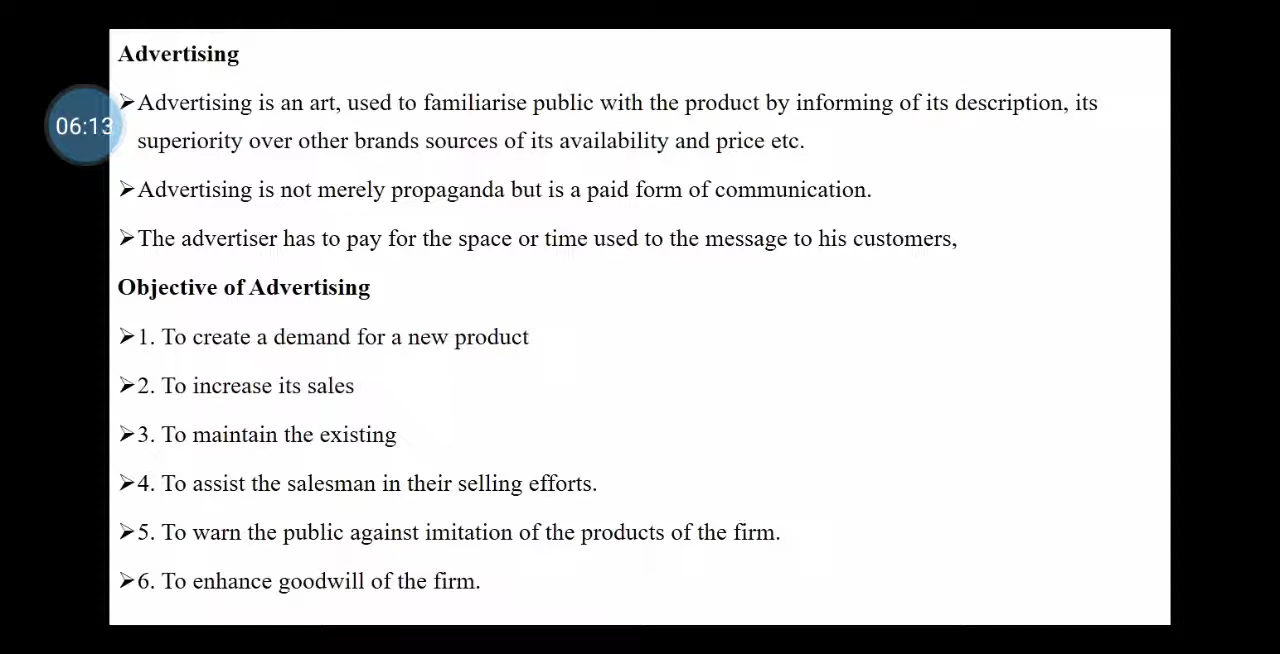 Advertising
➢Advertising is an art, used to familiarise public with the product by informing of its description, its
06:13
superiority over other brands sources of its availability and price etc.
➢Advertising is not merely propaganda but is a paid form of communication.
➢The advertiser has to pay for the space or time used to the message to his customers,
Objective of Advertising
➢1. To create a demand for a new product
➢2. To increase its sales
➢3. To maintain the existing
➢4. To assist the salesman in their selling efforts.
➢5. To warn the public against imitation of the products of the firm.
➢6. To enhance goodwill of the firm.